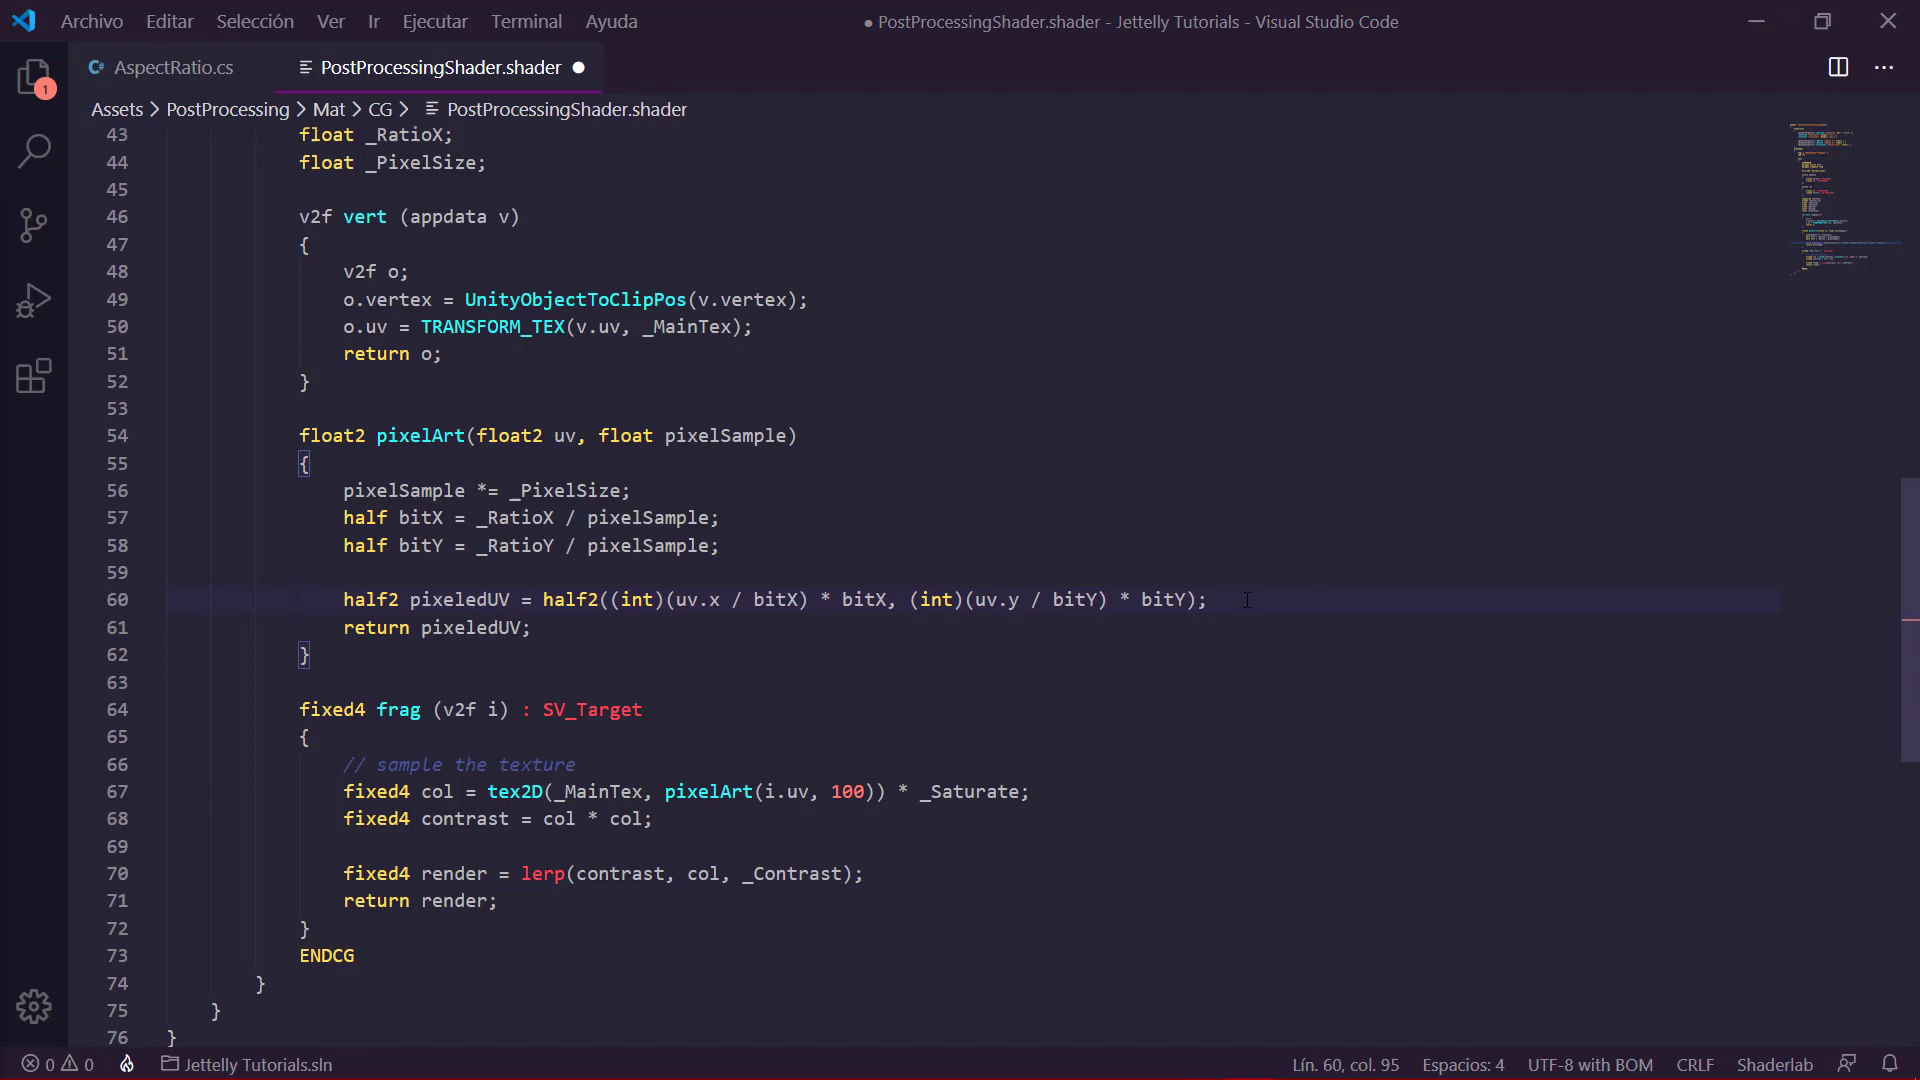 Archivo Editar Selección Ver Ir Ejecutar Terminal Ayuda
● PostProcessingShader.shader - Jettelly Tutorials - Visual Studio Code
AspectRatio.cs
PostProcessingShader.shader
1
Assets > PostProcessing > Mat > CG > PostProcessingShader.shader
43 float _RatioX;
44 float _PixelSize;
45
46 v2f vert (appdata v)
47 {
48 v2f o;
49 o.vertex = UnityObjectToClipPos(v.vertex);
50 o.uv = TRANSFORM_TEX(v.uv, _MainTex);
51 return o;
52 }
53
54 float2 pixelArt(float2 uv, float pixelSample)
55 {
56 pixelSample *= _PixelSize;
57 half bitX = _RatioX / pixelSample;
58 half bitY = _RatioY / pixelSample;
59
60 half2 pixeledUV = half2((int)(uv.x / bitX) * bitX, (int)(uv.y / bitY) * bitY);
61 return pixeledUV;
62 }
63
64 fixed4 frag (v2f i) : SV_Target
65 {
66 // sample the texture
67 fixed4 col = tex2D(_MainTex, pixelArt(i.uv, 100)) * _Saturate;
68 fixed4 contrast = col * col;
69
70 fixed4 render = lerp(contrast, col, _Contrast);
71 return render;
72 }
73 ENDCG
74 }
75 }
76 }
0 0 Jettelly Tutorials.sln
Lín. 60, col. 95 Espacios: 4 UTF-8 with BOM CRLF Shaderlab